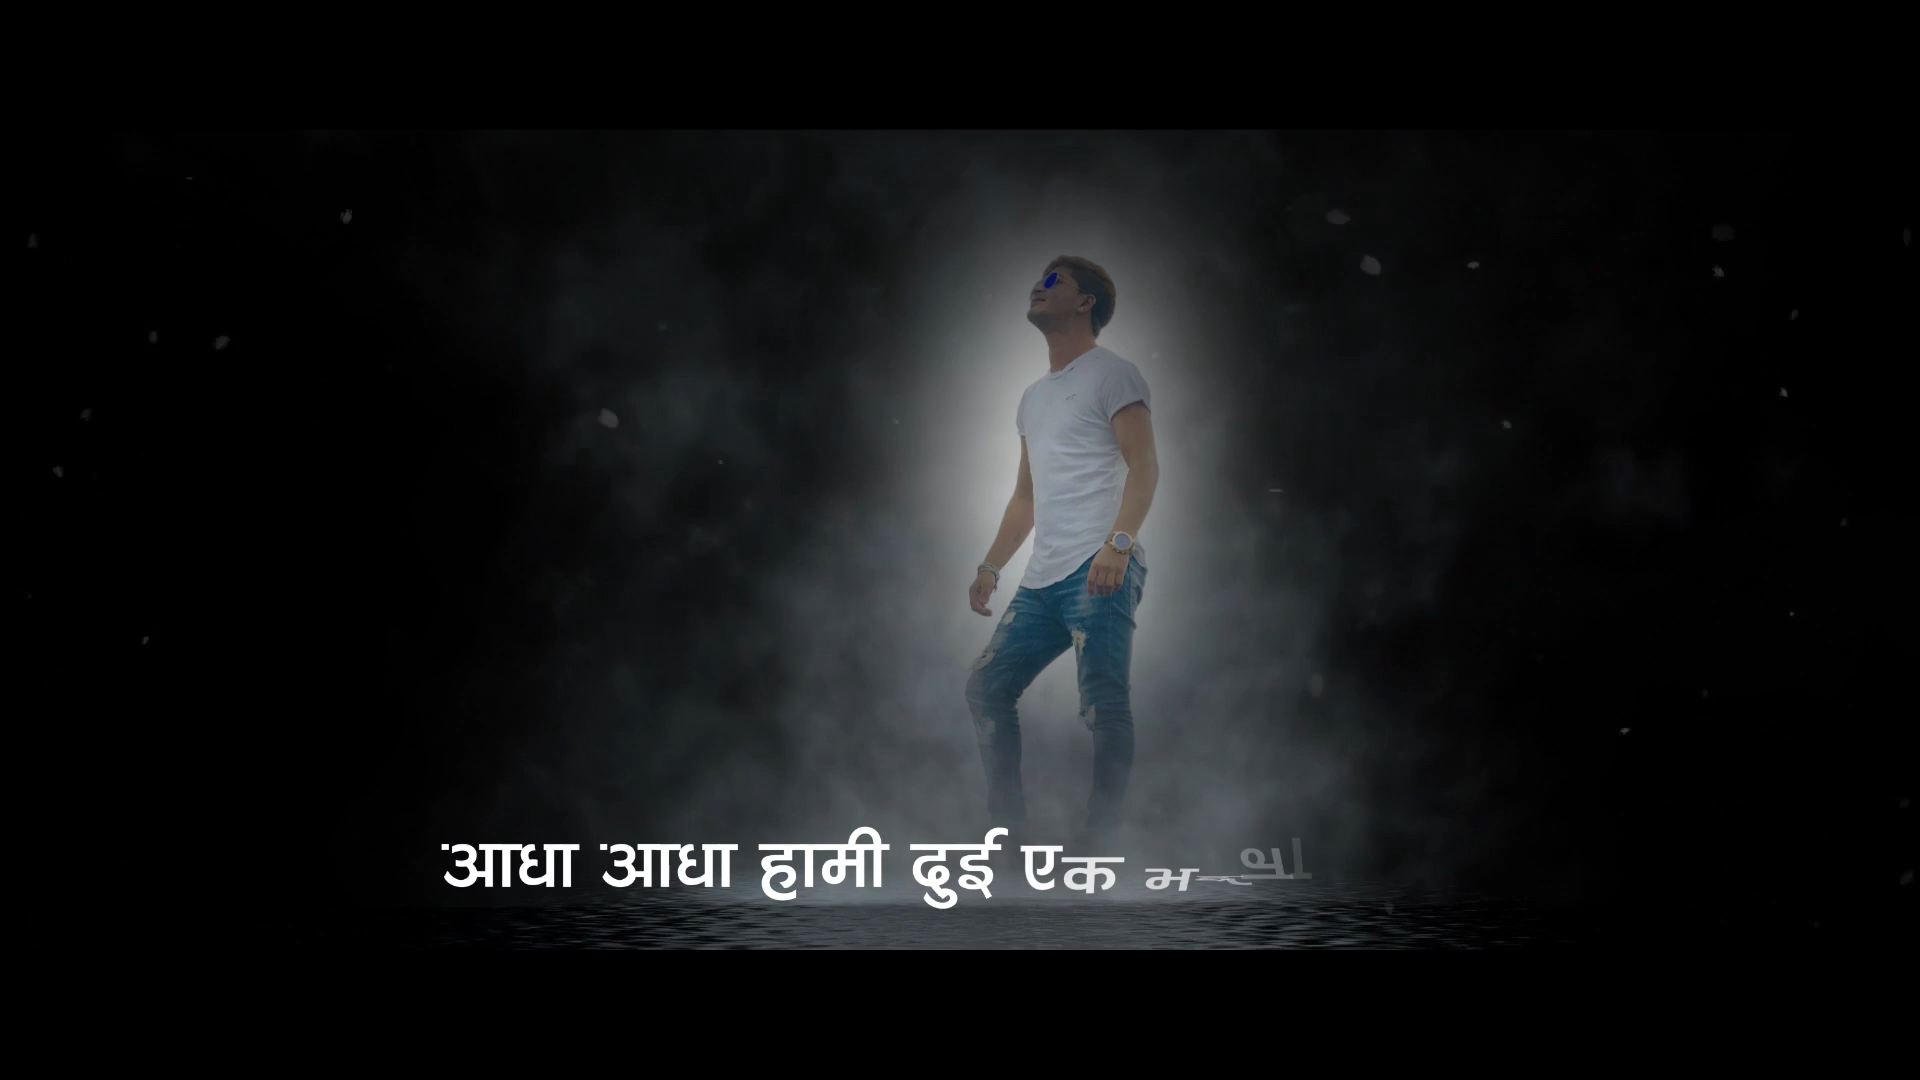 आधा आधा हामी दुई एक